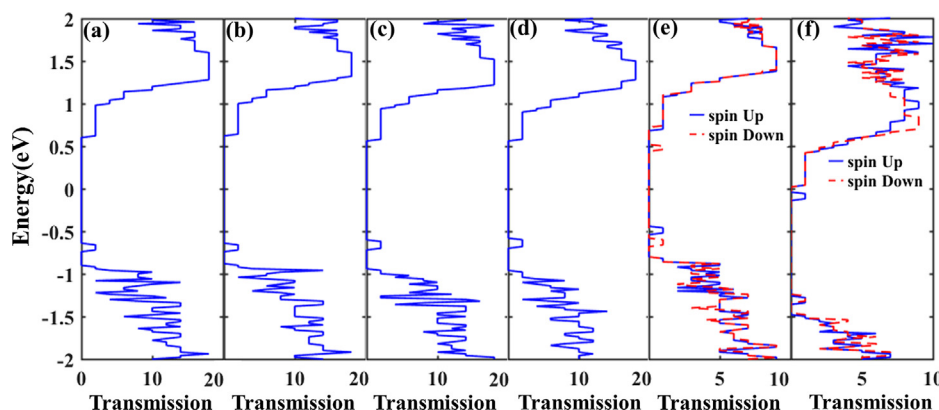 (a) (b) (c) (d) (e) (f)
2
1.5
1
0.5
0
-0.5
-1
-1.5
-2
Energy(eV)
spin Up
spin Down
spin Up
spin Down
0 10 20 10 20 10 20 10 20 5 10 5 10
Transmission Transmission Transmission Transmission Transmission Transmission